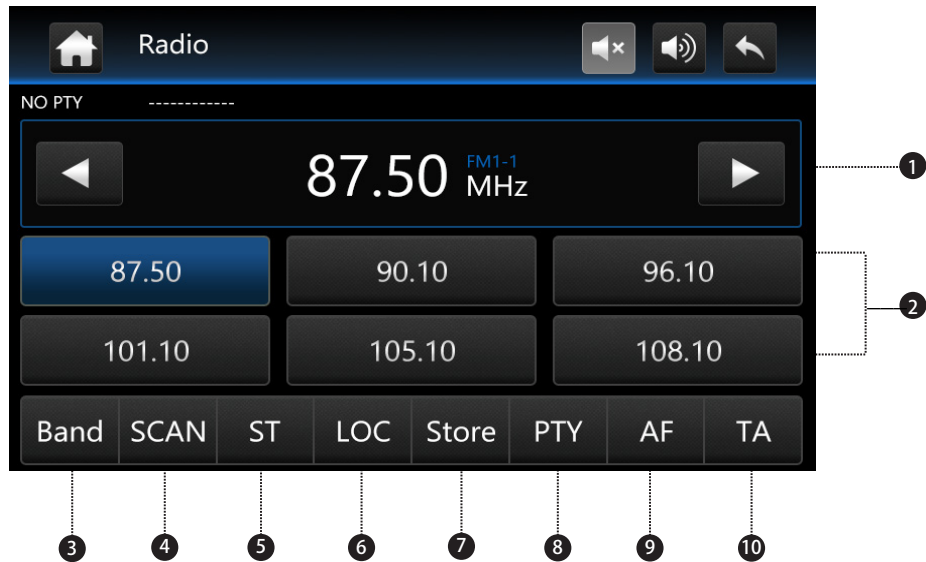 Radio
NO PTY ------------
87.50 FM1-1 MHz
1
87.50 90.10 96.10
2
101.10 105.10 108.10
Band SCAN ST LOC Store PTY AF TA
3 4 5 6 7 8 9 10